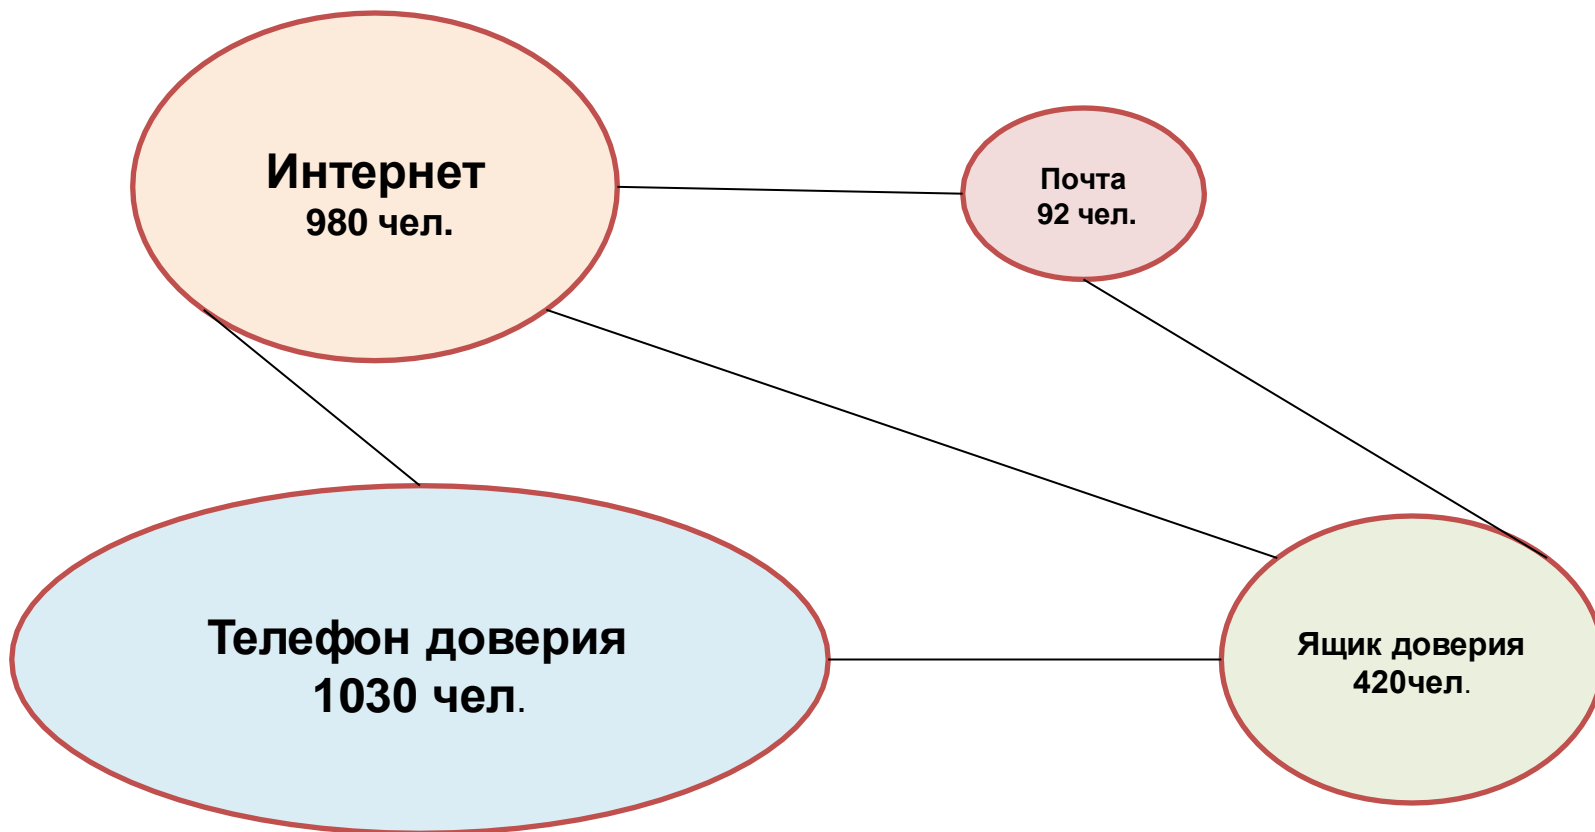 Интернет
980 чел.
Почта
92 чел.
Телефон доверия
1030 чел.
Ящик доверия
420чел.